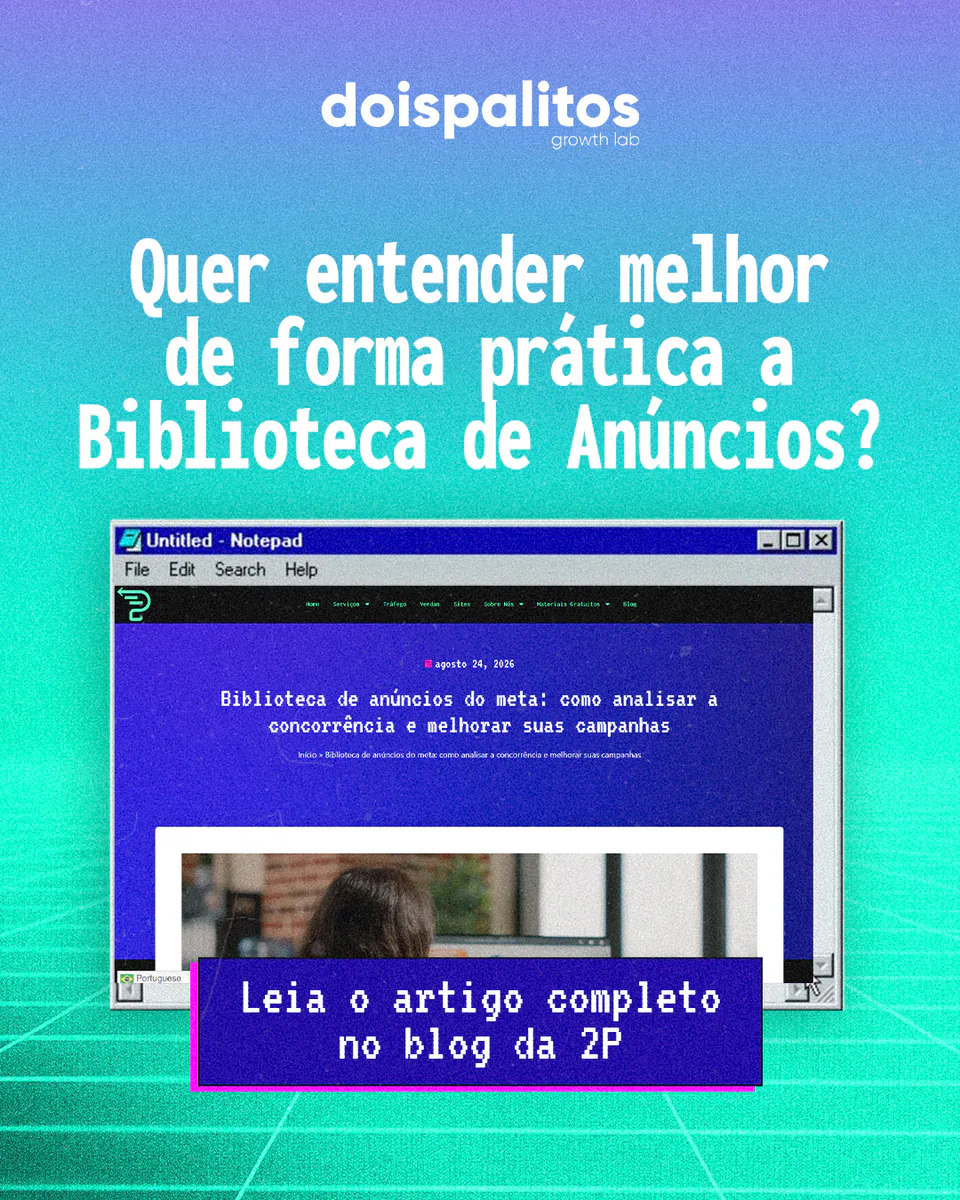 doispalitos
growth lab
Quer entender melhor
de forma prática a
Biblioteca de Anúncios?
Untitled - Notepad
File Edit Search Help
Home Serviços Tráfego Vendas Sites Sobre Nós Materiais Gratuitos Blog
agosto 24, 2026
Biblioteca de anúncios do meta: como analisar a
concorrência e melhorar suas campanhas
Início » Biblioteca de anúncios do meta: como analisar a concorrência e melhorar suas campanhas
Portuguese
Leia o artigo completo
no blog da 2P